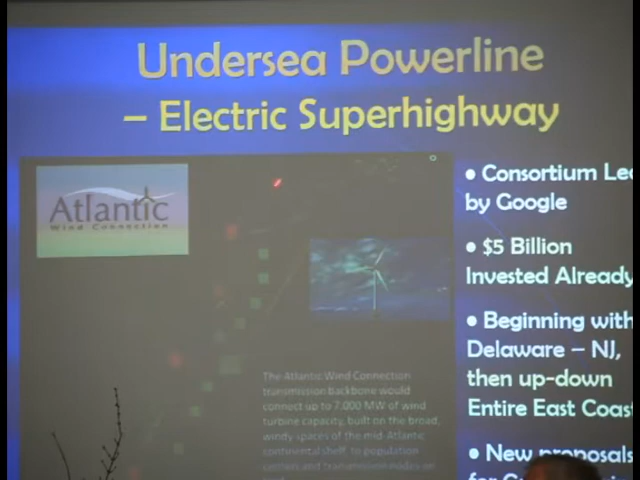 Undersea Powerline
– Electric Superhighway
Atlantic
Wind Connection
• Consortium Led
by Google
• $5 Billion
Invested Already
• Beginning with
Delaware – NJ,
then up-down
Entire East Coast
• New proposals
The Atlantic Wind Connection
transmission backbone would
connect up to 7,000 MW of wind
turbine capacity, built on the broad,
windy spaces of the mid-Atlantic
continental shelf, to population
centers and transmission nodes on